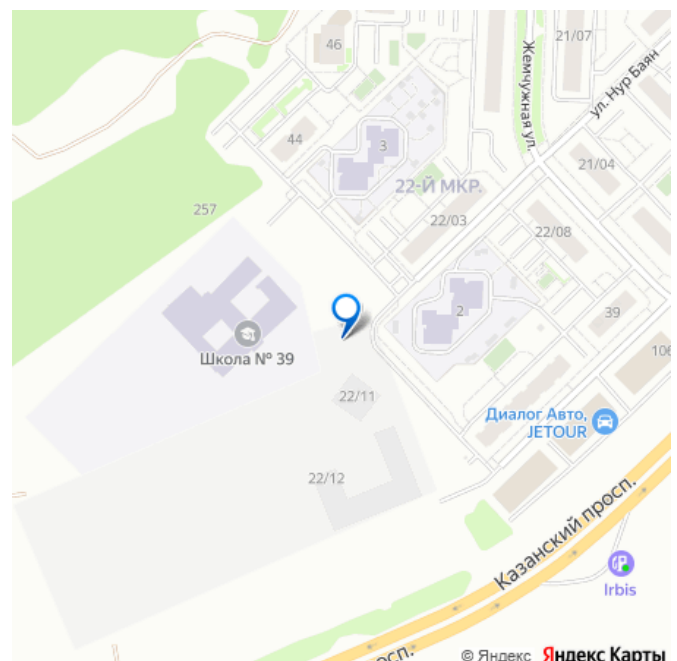 46
21/07
Жемчужная ул.
ул. Нур Баян
44
3
21/04
22-Й МКР.
257
22/03
22/08
2
39
Школа № 39
106
22/11
Диалог Авто,
JETOUR
22/12
Казанский просп.
Irbis
просп.
© Яндекс Яндекс Карты